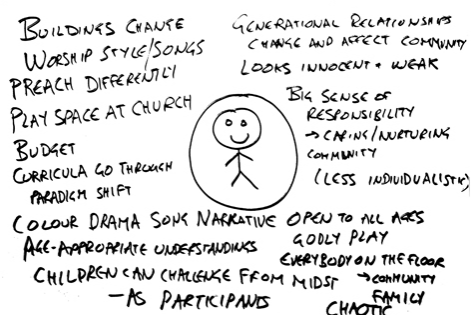 BUILDINGS CHANGE
WORSHIP STYLE/SONGS
PREACH DIFFERENTLY
PLAY SPACE AT CHURCH
BUDGET
CURRICULA GO THROUGH
PARADIGM SHIFT
GENERATIONAL RELATIONSHIPS
CHANGE AND AFFECT COMMUNITY
LOOKS INNOCENT + WEAK
BIG SENSE OF
RESPONSIBILITY
→ CARING/NURTURING
COMMUNITY
(LESS INDIVIDUALISTIC)
COLOUR DRAMA SONG NARRATIVE OPEN TO ALL AGES
AGE-APPROPRIATE UNDERSTANDINGS
GODLY PLAY
EVERYBODY ON THE FLOOR
CHILDREN CAN CHALLENGE FROM MIDST
– AS PARTICIPANTS
→ COMMUNITY
FAMILY
CHAOTIC